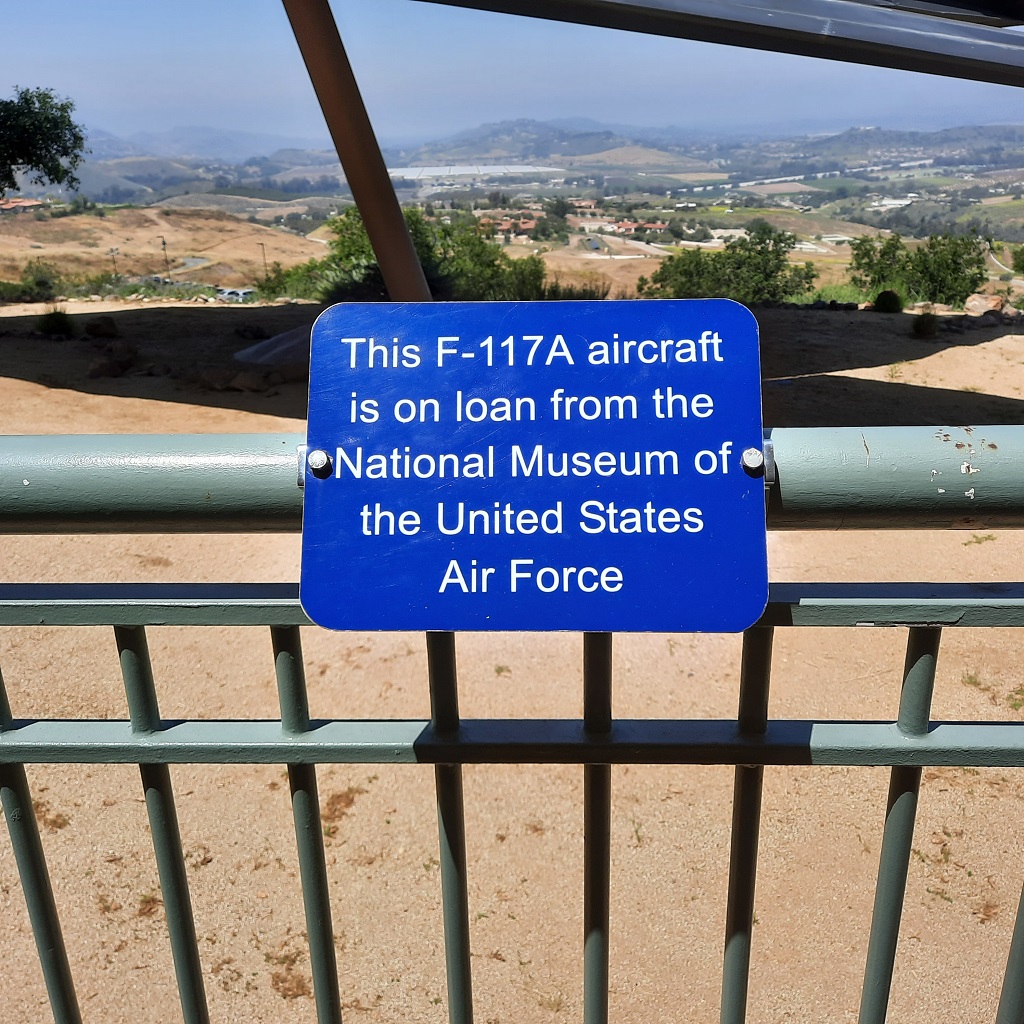 This F-117A aircraft
is on loan from the
National Museum of
the United States
Air Force